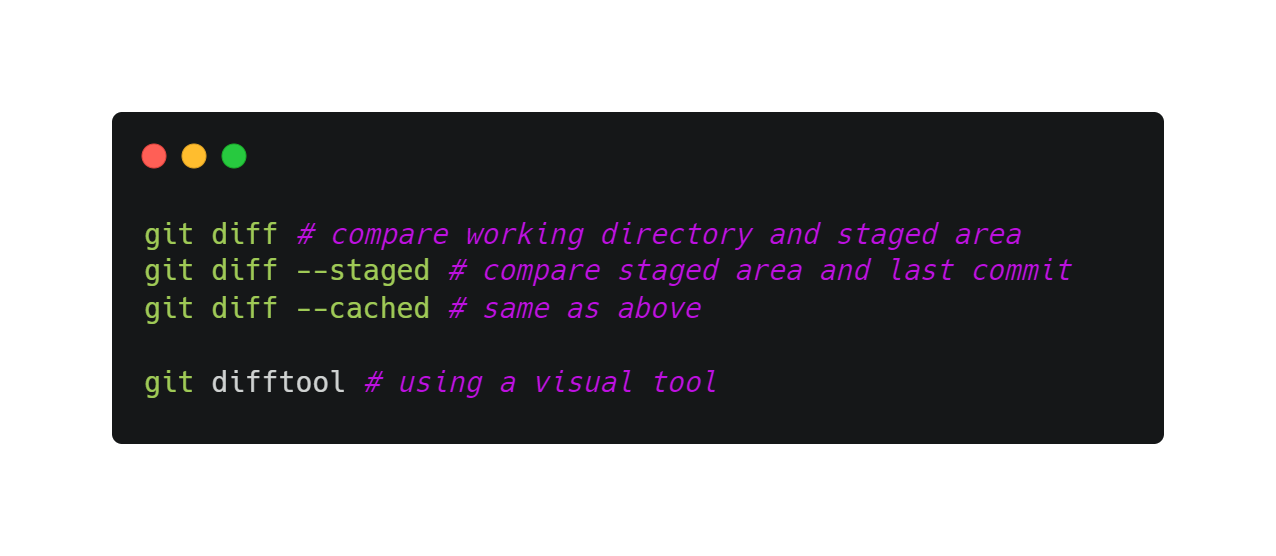 git diff # compare working directory and staged area
git diff --staged # compare staged area and last commit
git diff --cached # same as above
git difftool # using a visual tool